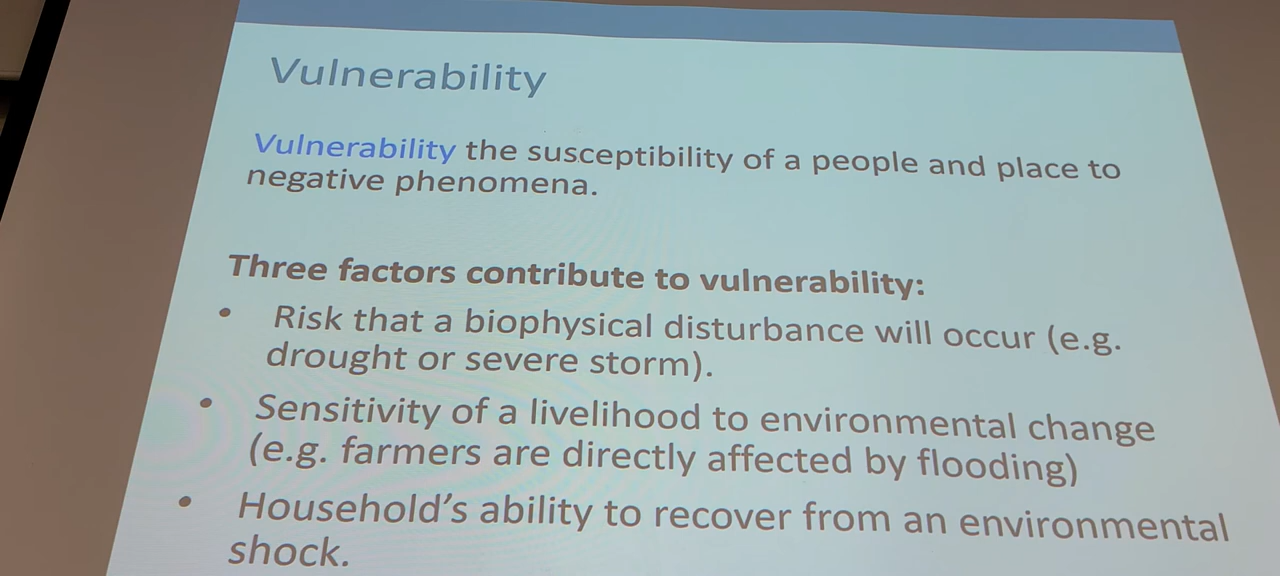 Vulnerability
Vulnerability the susceptibility of a people and place to
negative phenomena.
Three factors contribute to vulnerability:
• Risk that a biophysical disturbance will occur (e.g.
drought or severe storm).
• Sensitivity of a livelihood to environmental change
(e.g. farmers are directly affected by flooding)
• Household’s ability to recover from an environmental
shock.